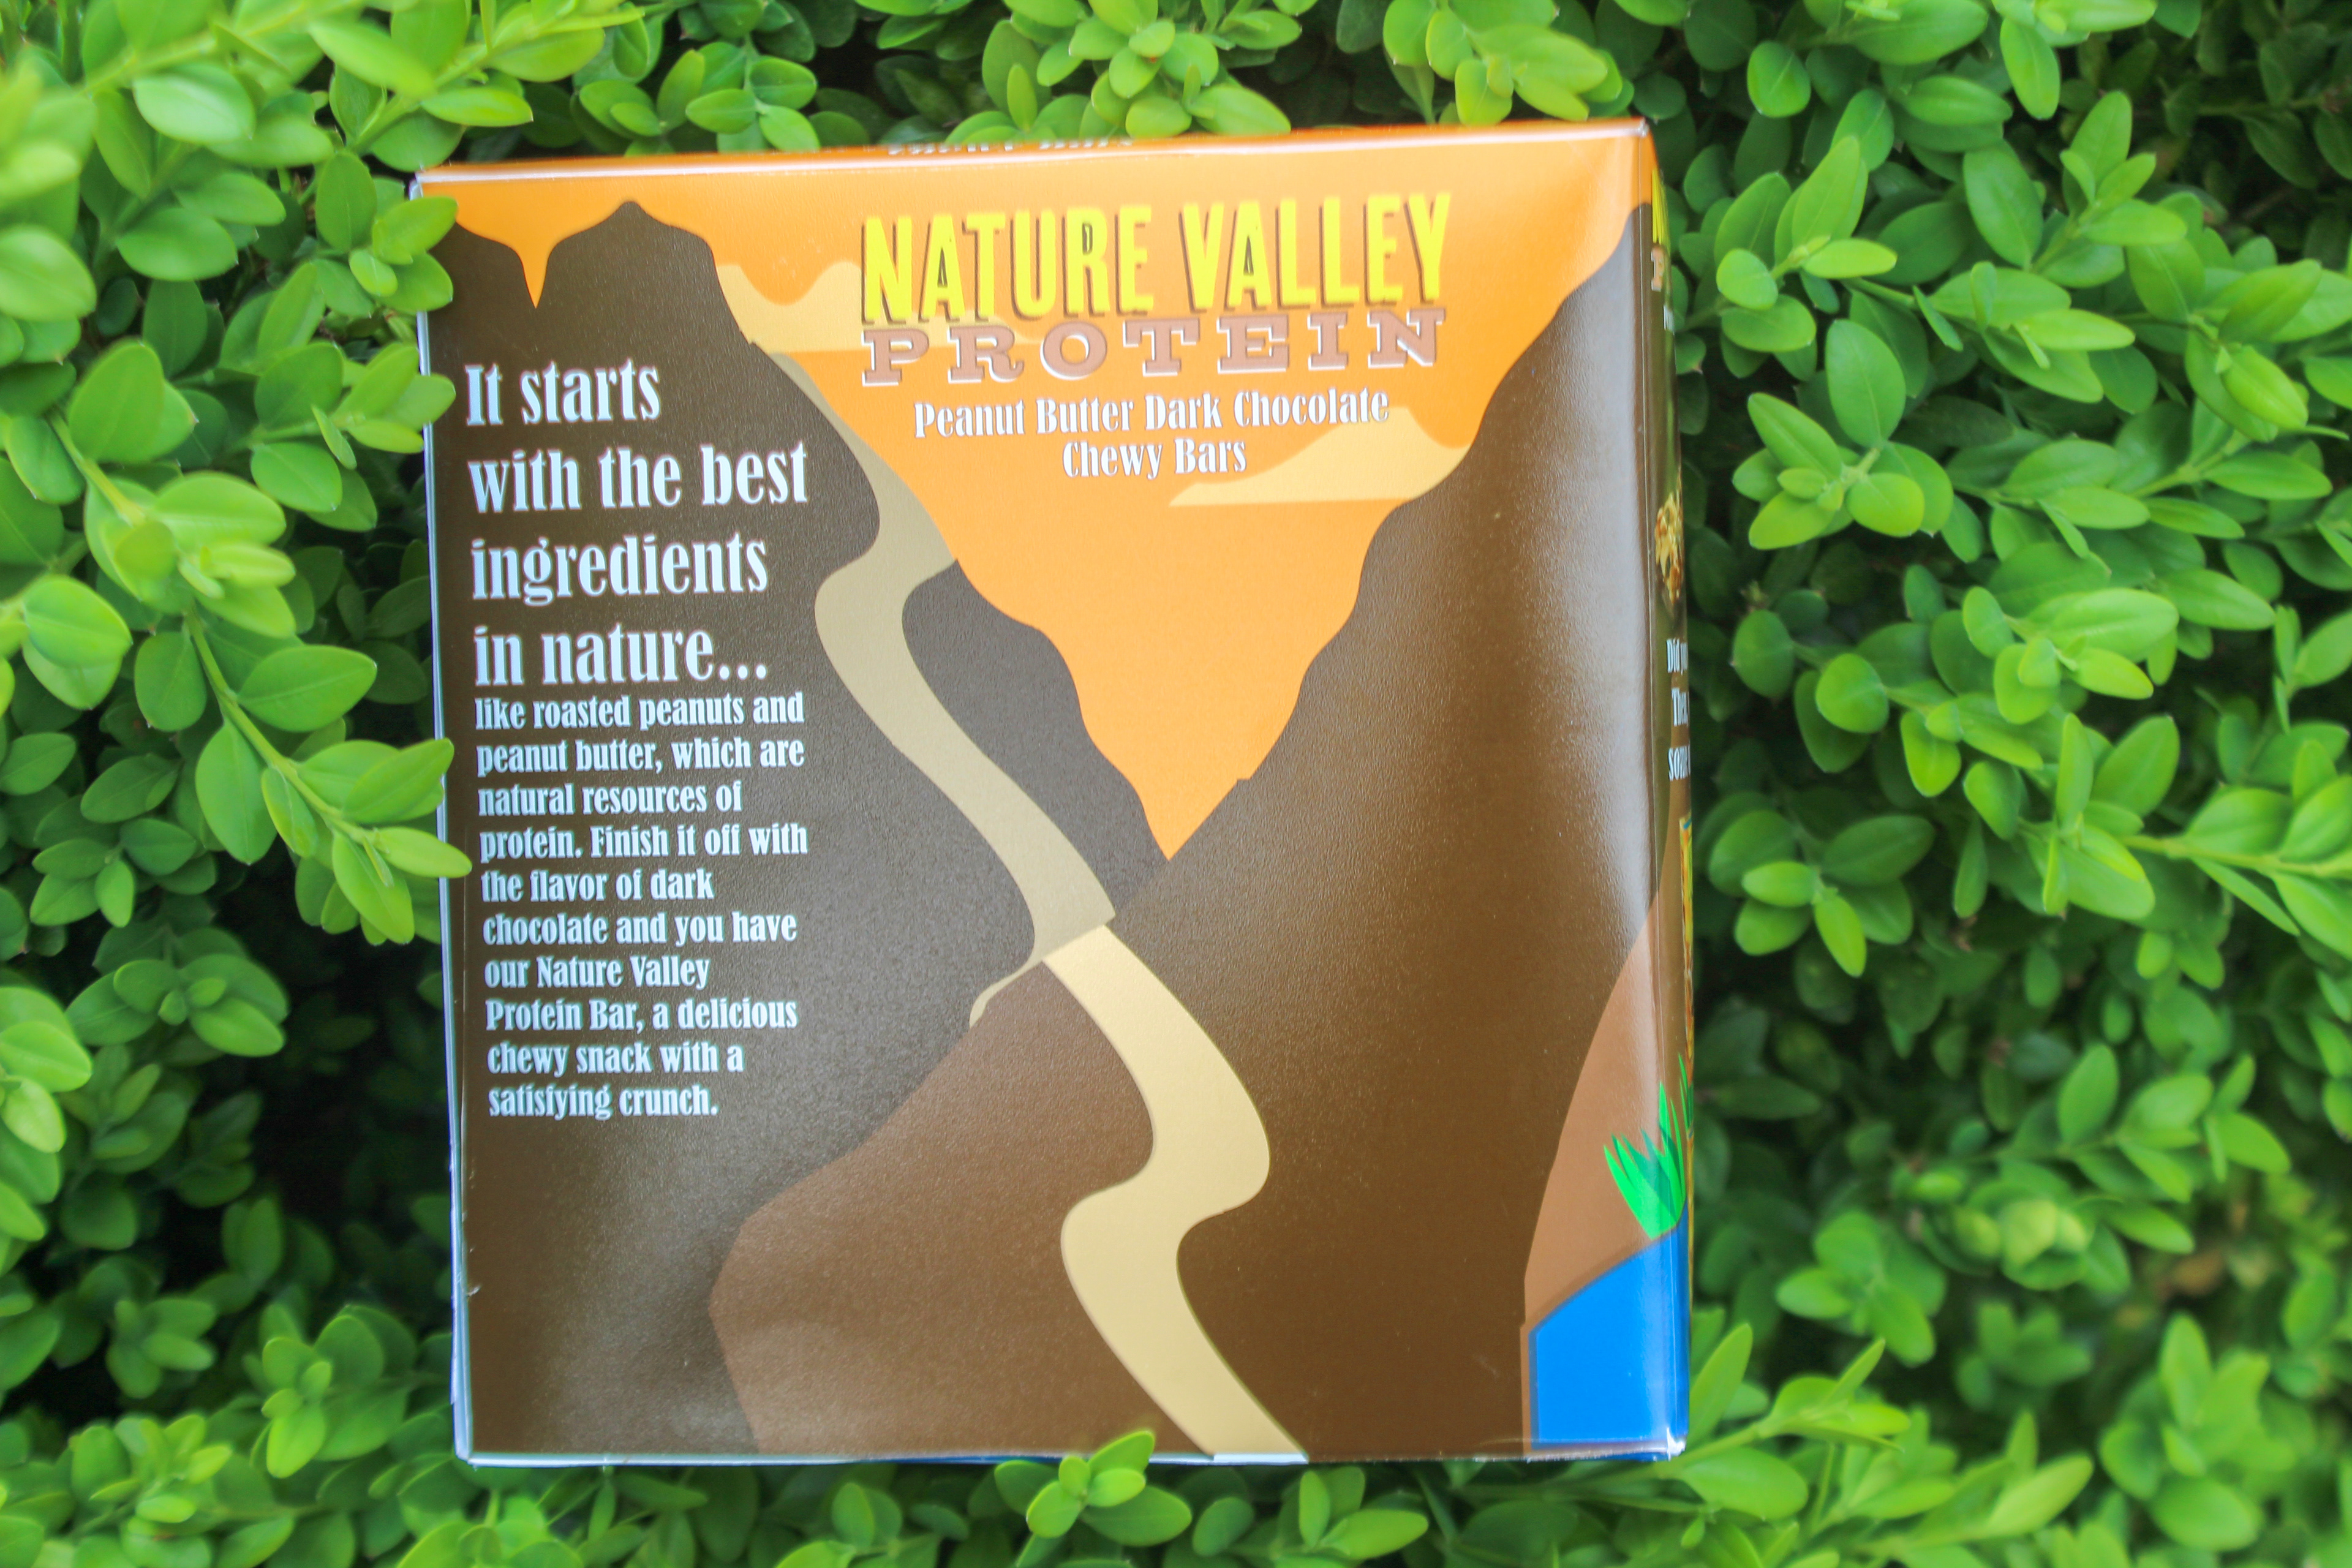 NATURE VALLEY
PROTEIN
Peanut Butter Dark Chocolate
Chewy Bars
It starts
with the best
ingredients
in nature...
like roasted peanuts and
peanut butter, which are
natural resources of
protein. Finish it off with
the flavor of dark
chocolate and you have
our Nature Valley
Protein Bar, a delicious
chewy snack with a
satisfying crunch.